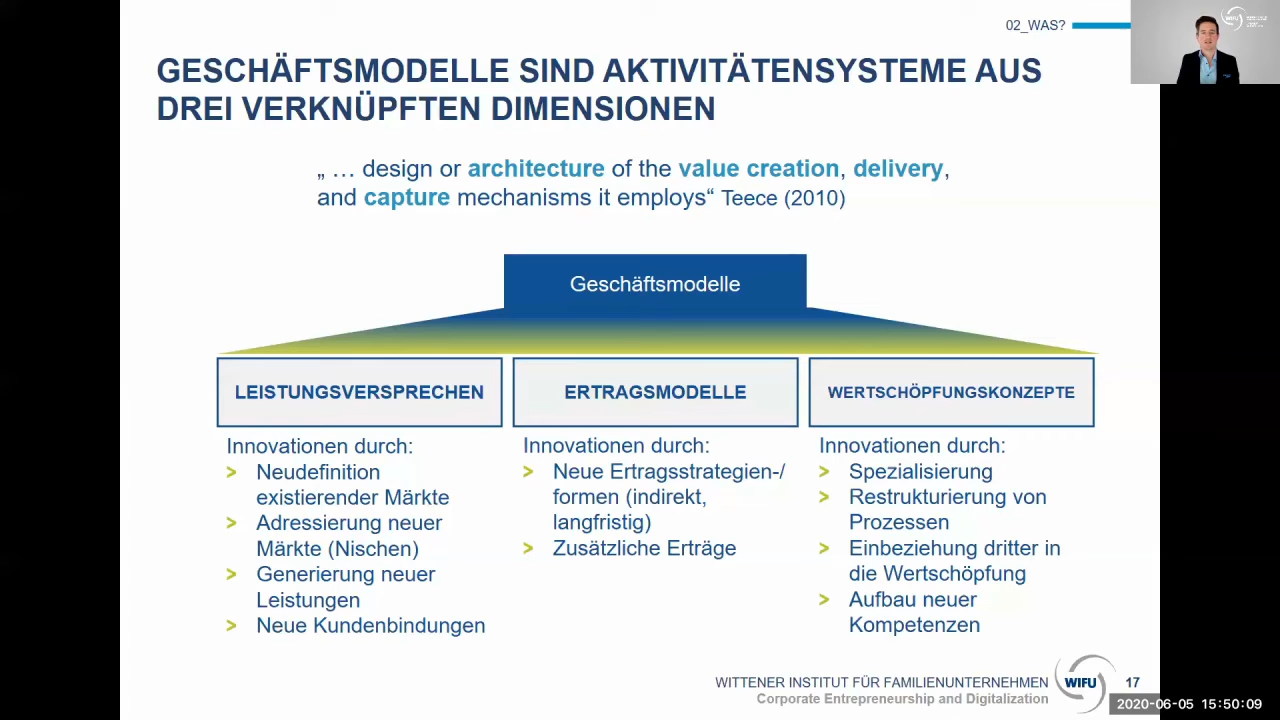 02_WAS?
WIFU
GESCHÄFTSMODELLE SIND AKTIVITÄTENSYSTEME AUS
DREI VERKNÜPFTEN DIMENSIONEN
„ … design or architecture of the value creation, delivery,
and capture mechanisms it employs“ Teece (2010)
Geschäftsmodelle
LEISTUNGSVERSPRECHEN
Innovationen durch:
> Neudefinition
existierender Märkte
> Adressierung neuer
Märkte (Nischen)
> Generierung neuer
Leistungen
> Neue Kundenbindungen
ERTRAGSMODELLE
Innovationen durch:
> Neue Ertragsstrategien-/
formen (indirekt,
langfristig)
> Zusätzliche Erträge
WERTSCHÖPFUNGSKONZEPTE
Innovationen durch:
> Spezialisierung
> Restrukturierung von
Prozessen
> Einbeziehung dritter in
die Wertschöpfung
> Aufbau neuer
Kompetenzen
WITTENER INSTITUT FÜR FAMILIENUNTERNEHMEN
Corporate Entrepreneurship and Digitalization
WIFU
17
2020-06-05 15:50:09